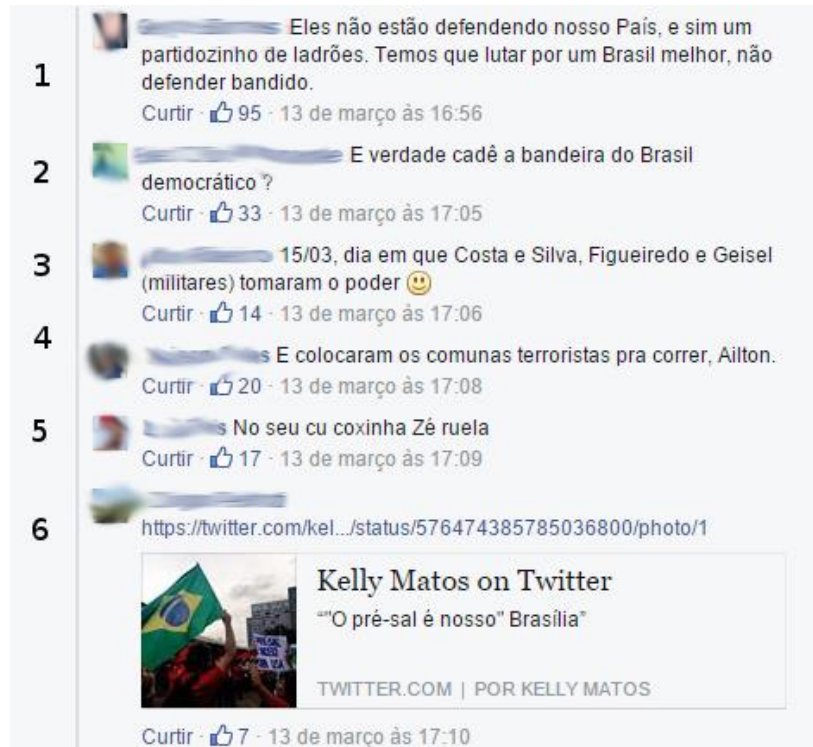 Eles não estão defendendo nosso País, e sim um
1 partidozinho de ladrões. Temos que lutar por um Brasil melhor, não
defender bandido.
Curtir · 95 · 13 de março às 16:56
2 E verdade cadê a bandeira do Brasil
democrático ?
Curtir · 33 · 13 de março às 17:05
3 15/03, dia em que Costa e Silva, Figueiredo e Geisel
(militares) tomaram o poder
Curtir · 14 · 13 de março às 17:06
4
E colocaram os comunas terroristas pra correr, Ailton.
Curtir · 20 · 13 de março às 17:08
5 s No seu cu coxinha Zé ruela
Curtir · 17 · 13 de março às 17:09
6 https://twitter.com/kel.../status/576474385785036800/photo/1
Kelly Matos on Twitter
“"O pré-sal é nosso" Brasília”
TWITTER.COM | POR KELLY MATOS
Curtir · 7 · 13 de março às 17:10